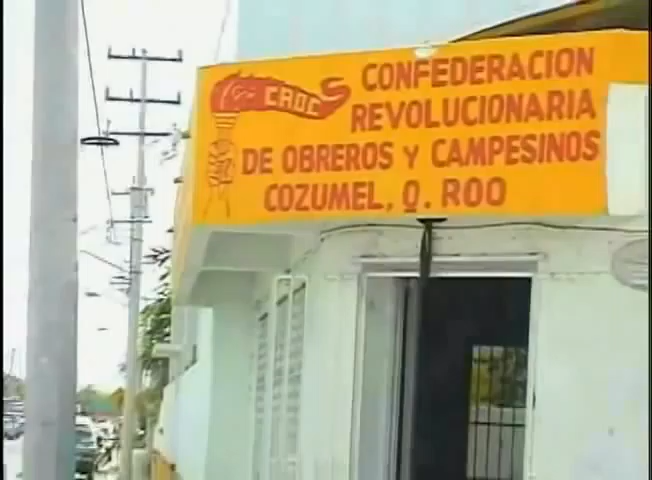 CROC
CONFEDERACION
REVOLUCIONARIA
DE OBREROS Y CAMPESINOS
COZUMEL, Q. ROO